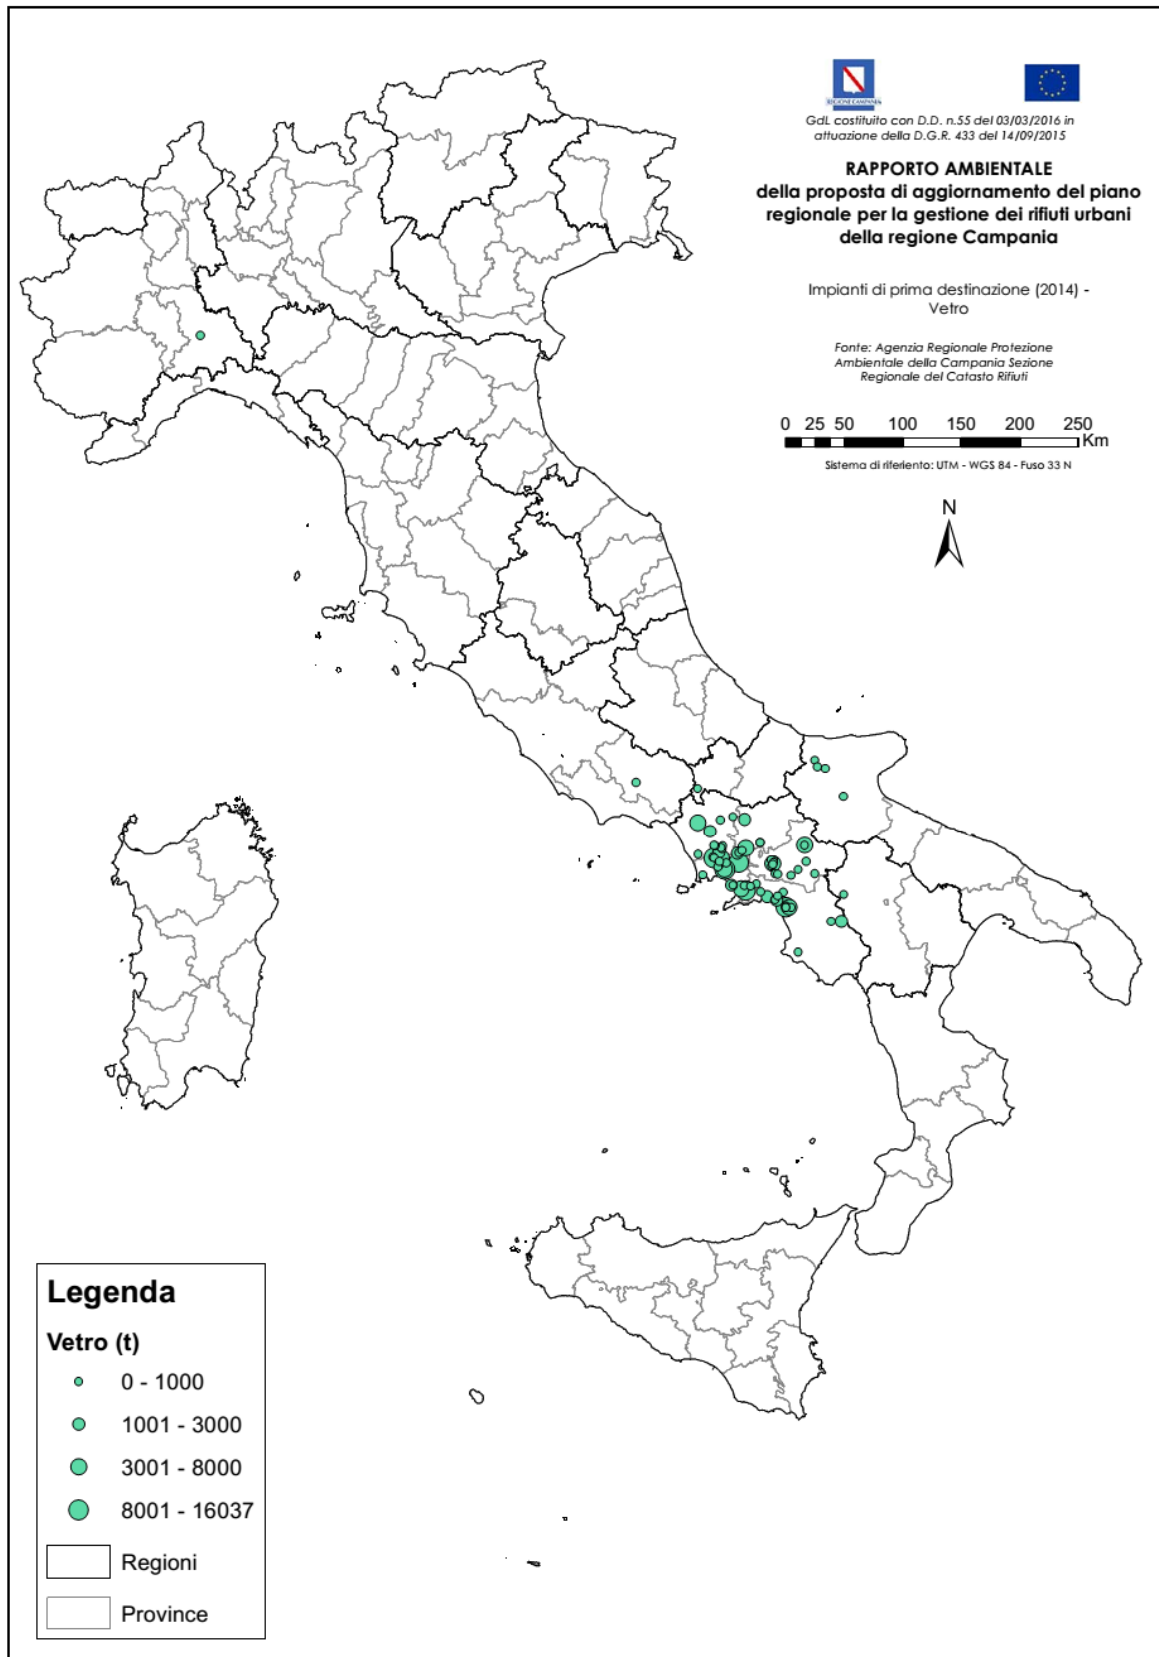 REGIONE CAMPANIA
GdL costituito con D.D. n.55 del 03/03/2016 in
attuazione della D.G.R. 433 del 14/09/2015
RAPPORTO AMBIENTALE
della proposta di aggiornamento del piano
regionale per la gestione dei rifiuti urbani
della regione Campania
Impianti di prima destinazione (2014) -
Vetro
Fonte: Agenzia Regionale Protezione
Ambientale della Campania Sezione
Regionale del Catasto Rifiuti
0 25 50 100 150 200 250
Km
Sistema di riferiento: UTM - WGS 84 - Fuso 33 N
N
Legenda
Vetro (t)
0 - 1000
1001 - 3000
3001 - 8000
8001 - 16037
Regioni
Province